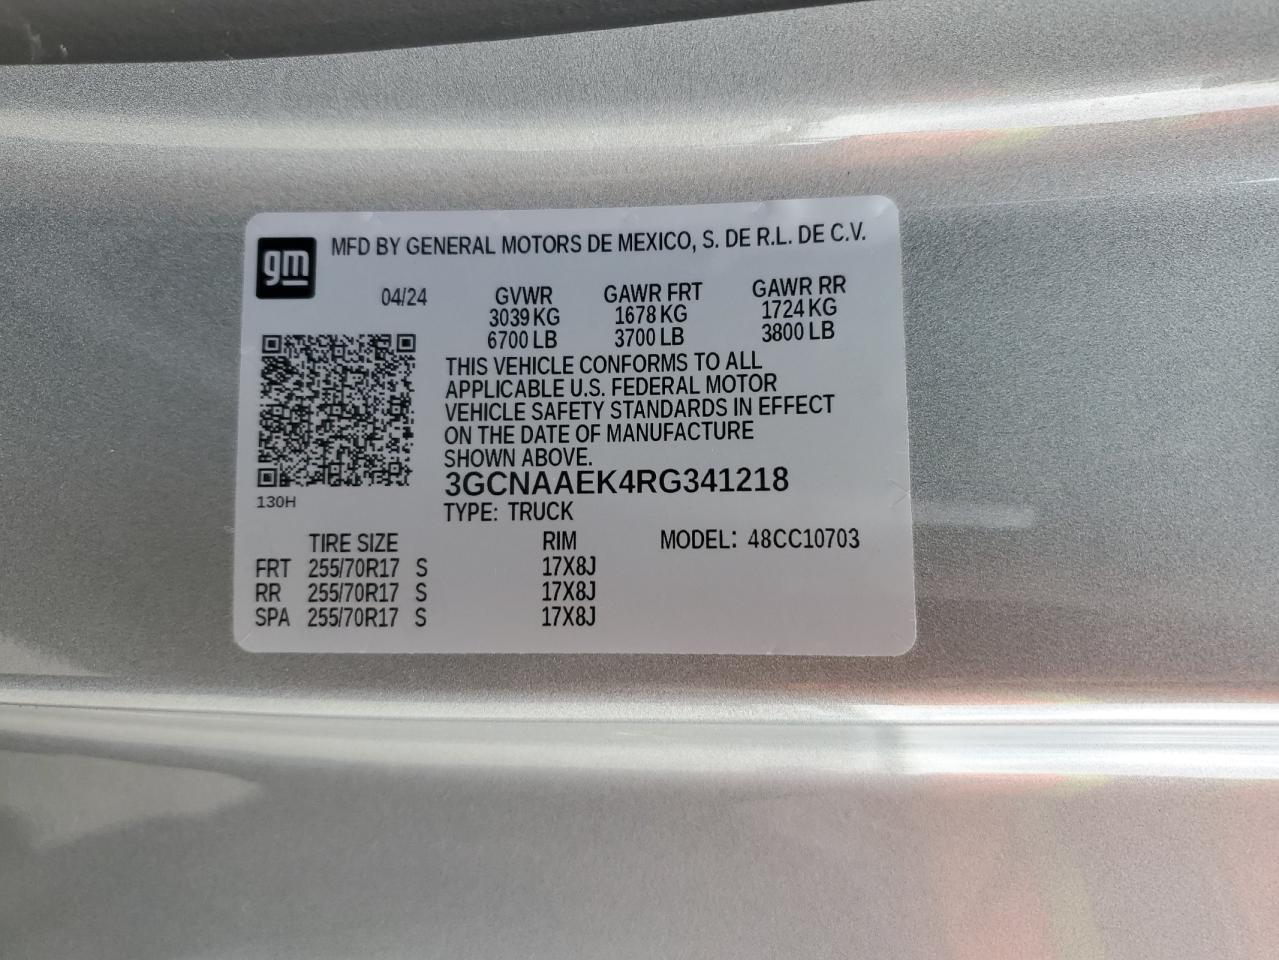 gm MFD BY GENERAL MOTORS DE MEXICO, S. DE R.L. DE C.V.
04/24 GVWR GAWR FRT GAWR RR
3039 KG 1678 KG 1724 KG
6700 LB 3700 LB 3800 LB
THIS VEHICLE CONFORMS TO ALL
APPLICABLE U.S. FEDERAL MOTOR
VEHICLE SAFETY STANDARDS IN EFFECT
ON THE DATE OF MANUFACTURE
SHOWN ABOVE.
3GCNAAEK4RG341218
130H
TYPE: TRUCK
TIRE SIZE RIM MODEL: 48CC10703
FRT 255/70R17 S 17X8J
RR 255/70R17 S 17X8J
SPA 255/70R17 S 17X8J